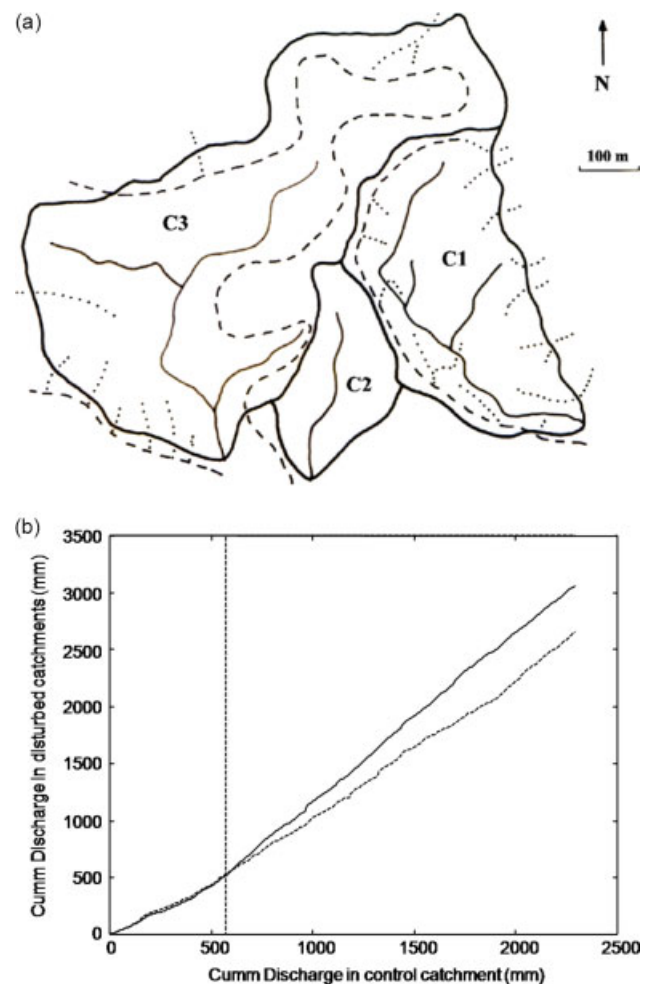 (a)
N
100 m
C3
C1
C2
(b)
3500
3000
2500
2000
1500
1000
500
0
0 500 1000 1500 2000 2500
Cumm Discharge in disturbed catchments (mm)
Cumm Discharge in control catchment (mm)